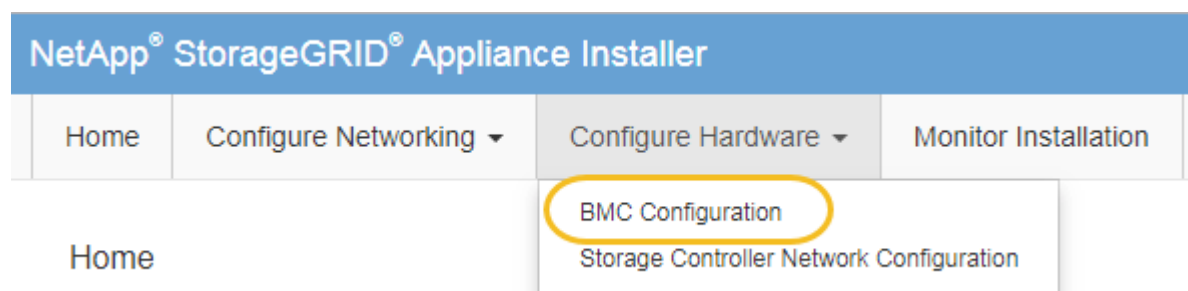 NetApp® StorageGRID® Appliance Installer
Home Configure Networking Configure Hardware Monitor Installation
BMC Configuration
Home
Storage Controller Network Configuration